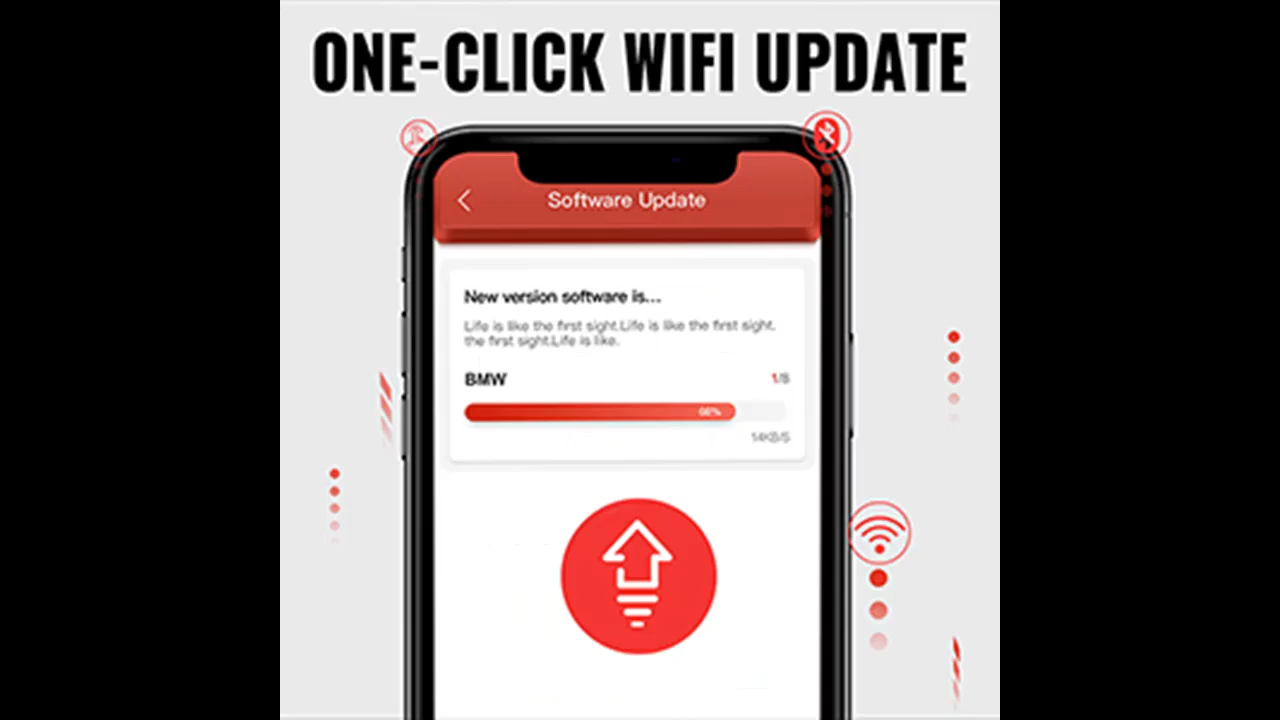 ONE-CLICK WIFI UPDATE
Software Update
New version software is...
Life is like the first sight.Life is like the first sight.
the first sight.Life is like.
BMW
1/8
14KB/S